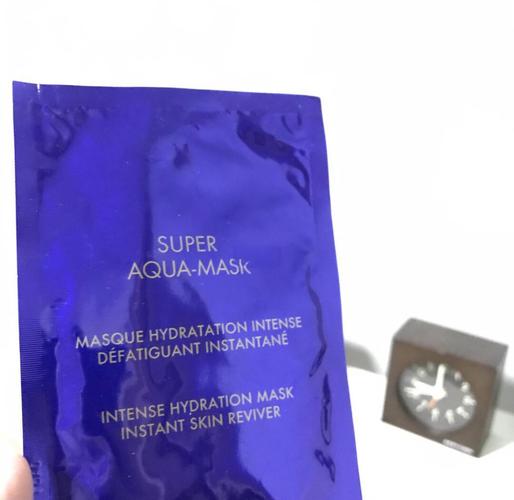 SUPER
AQUA-MASK
MASQUE HYDRATATION INTENSE
DÉFATIGUANT INSTANTANÉ
INTENSE HYDRATION MASK
INSTANT SKIN REVIVER